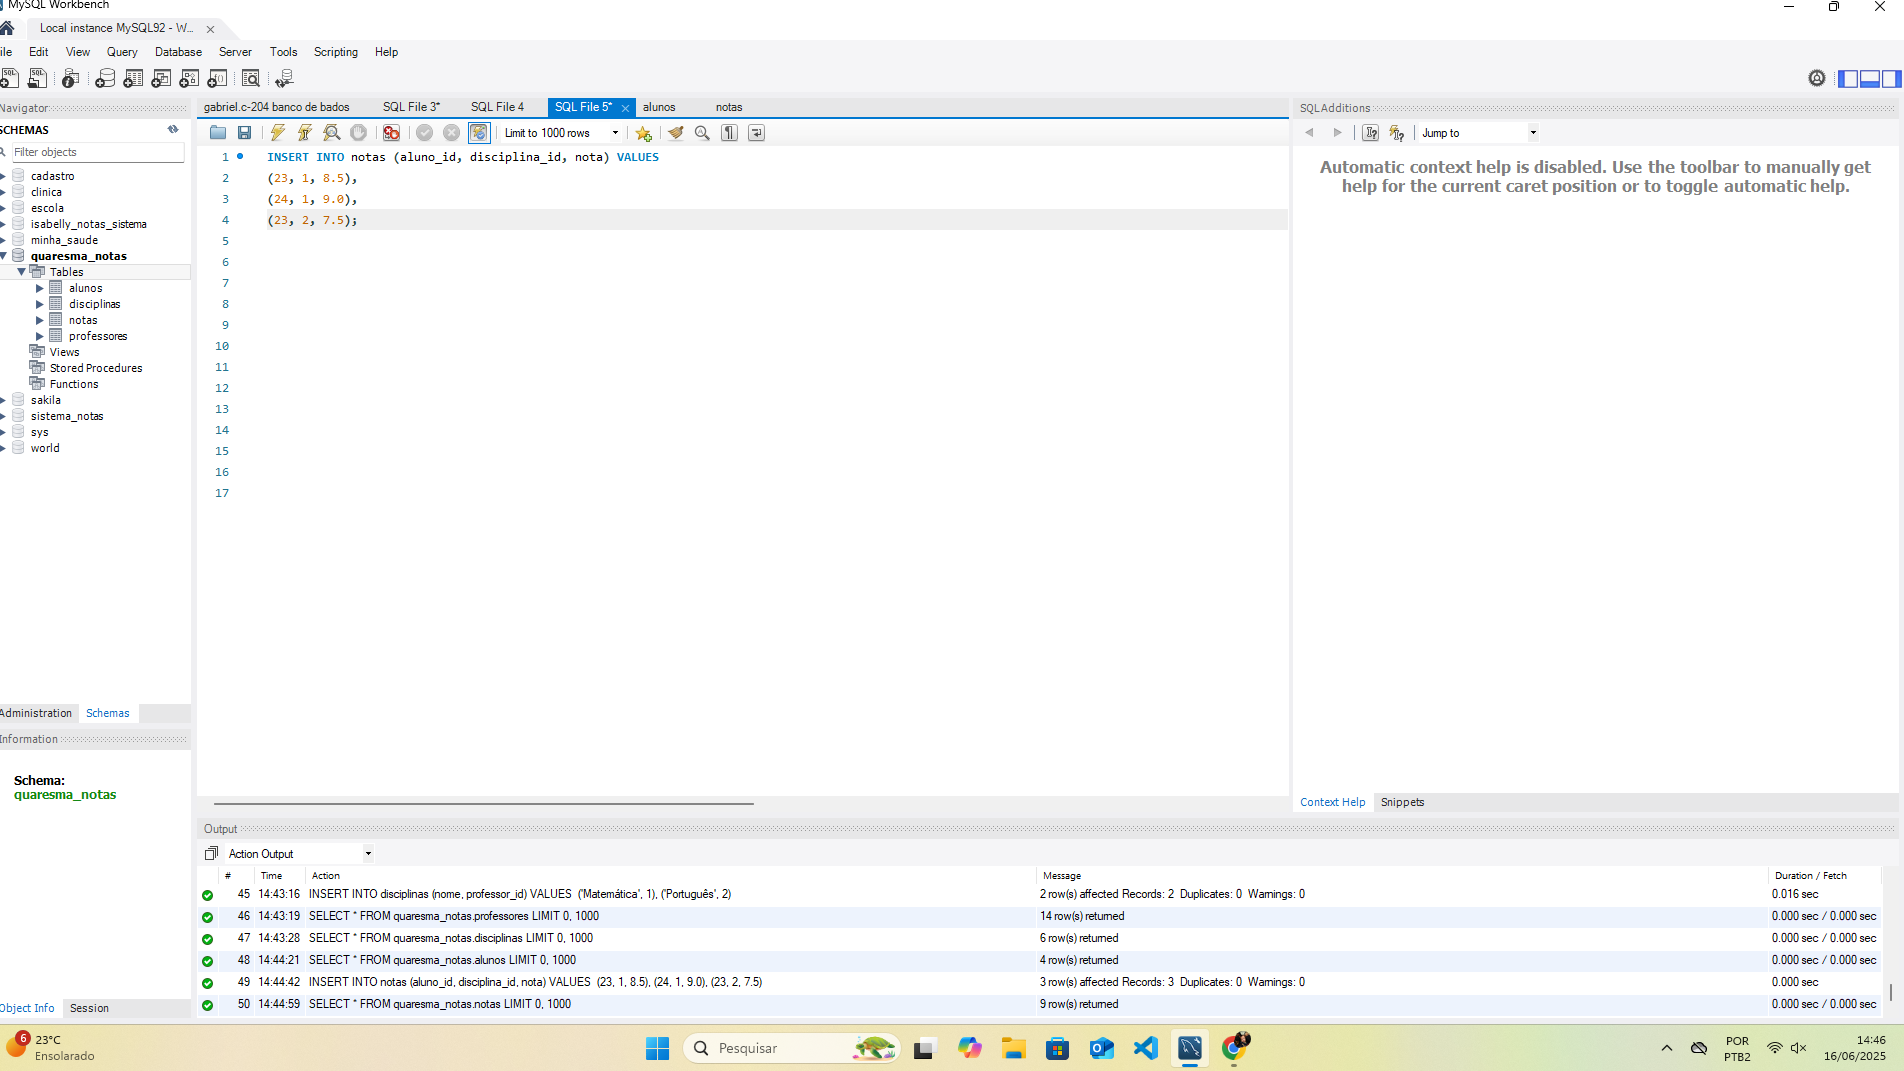 MySQL Workbench
Local instance MySQL92 - W...
ile Edit View Query Database Server Tools Scripting Help
Navigator
SCHEMAS
Filter objects
cadastro
clinica
escola
isabelly_notas_sistema
minha_saude
quaresma_notas
Tables
alunos
disciplinas
notas
professores
Views
Stored Procedures
Functions
sakila
sistema_notas
sys
world
Administration Schemas
Information
Schema:
quaresma_notas
Object Info Session
gabriel.c-204 banco de bados SQL File 3* SQL File 4 SQL File 5* alunos notas
Limit to 1000 rows
1 INSERT INTO notas (aluno_id, disciplina_id, nota) VALUES
2 (23, 1, 8.5),
3 (24, 1, 9.0),
4 (23, 2, 7.5);
5
6
7
8
9
10
11
12
13
14
15
16
17
SQLAdditions
Jump to
Automatic context help is disabled. Use the toolbar to manually get
help for the current caret position or to toggle automatic help.
Context Help Snippets
Output
Action Output
# Time Action Message Duration / Fetch
45 14:43:16 INSERT INTO disciplinas (nome, professor_id) VALUES ('Matemática', 1), ('Português', 2) 2 row(s) affected Records: 2 Duplicates: 0 Warnings: 0 0.016 sec
46 14:43:19 SELECT * FROM quaresma_notas.professores LIMIT 0, 1000 14 row(s) returned 0.000 sec / 0.000 sec
47 14:43:28 SELECT * FROM quaresma_notas.disciplinas LIMIT 0, 1000 6 row(s) returned 0.000 sec / 0.000 sec
48 14:44:21 SELECT * FROM quaresma_notas.alunos LIMIT 0, 1000 4 row(s) returned 0.000 sec / 0.000 sec
49 14:44:42 INSERT INTO notas (aluno_id, disciplina_id, nota) VALUES (23, 1, 8.5), (24, 1, 9.0), (23, 2, 7.5) 3 row(s) affected Records: 3 Duplicates: 0 Warnings: 0 0.000 sec
50 14:44:59 SELECT * FROM quaresma_notas.notas LIMIT 0, 1000 9 row(s) returned 0.000 sec / 0.000 sec
6
23°C
Ensolarado
Pesquisar
POR
PTB2
14:46
16/06/2025